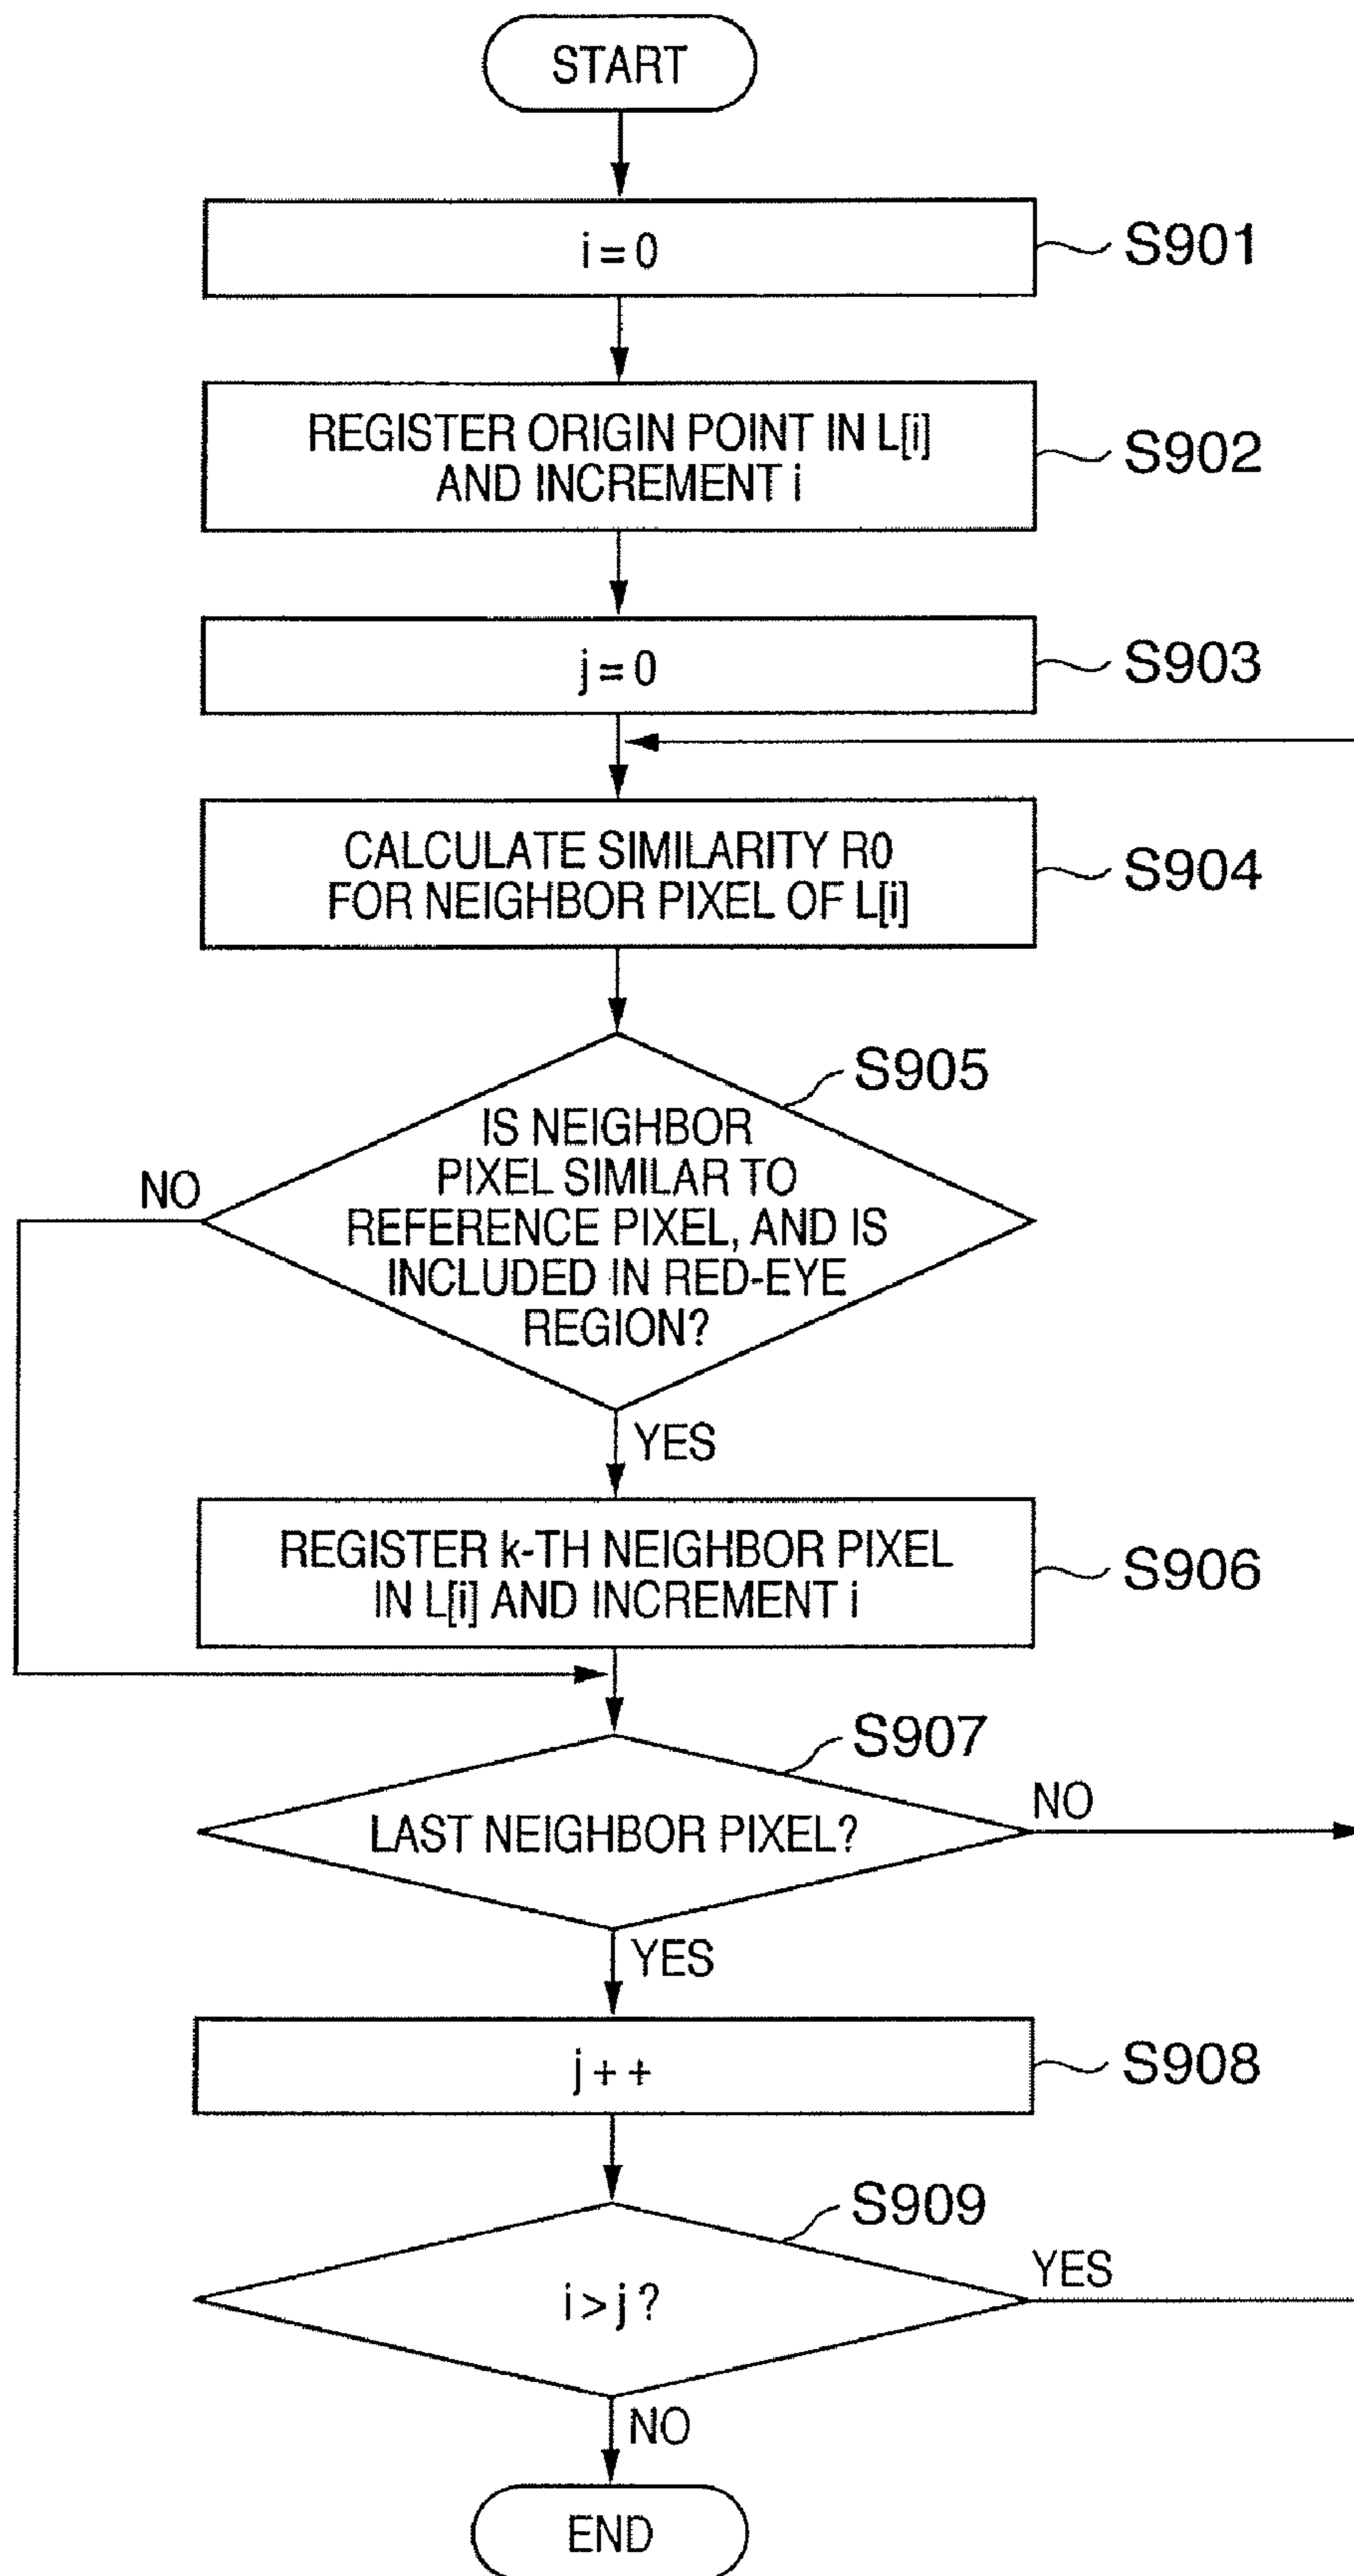 START
i = 0
S901
REGISTER ORIGIN POINT IN L[i]
AND INCREMENT i
S902
j = 0
S903
CALCULATE SIMILARITY R0
FOR NEIGHBOR PIXEL OF L[i]
S904
S905
IS NEIGHBOR
PIXEL SIMILAR TO
REFERENCE PIXEL, AND IS
INCLUDED IN RED-EYE
REGION?
NO
YES
REGISTER k-TH NEIGHBOR PIXEL
IN L[i] AND INCREMENT i
S906
S907
LAST NEIGHBOR PIXEL?
NO
YES
j + +
S908
S909
i > j ?
YES
NO
END